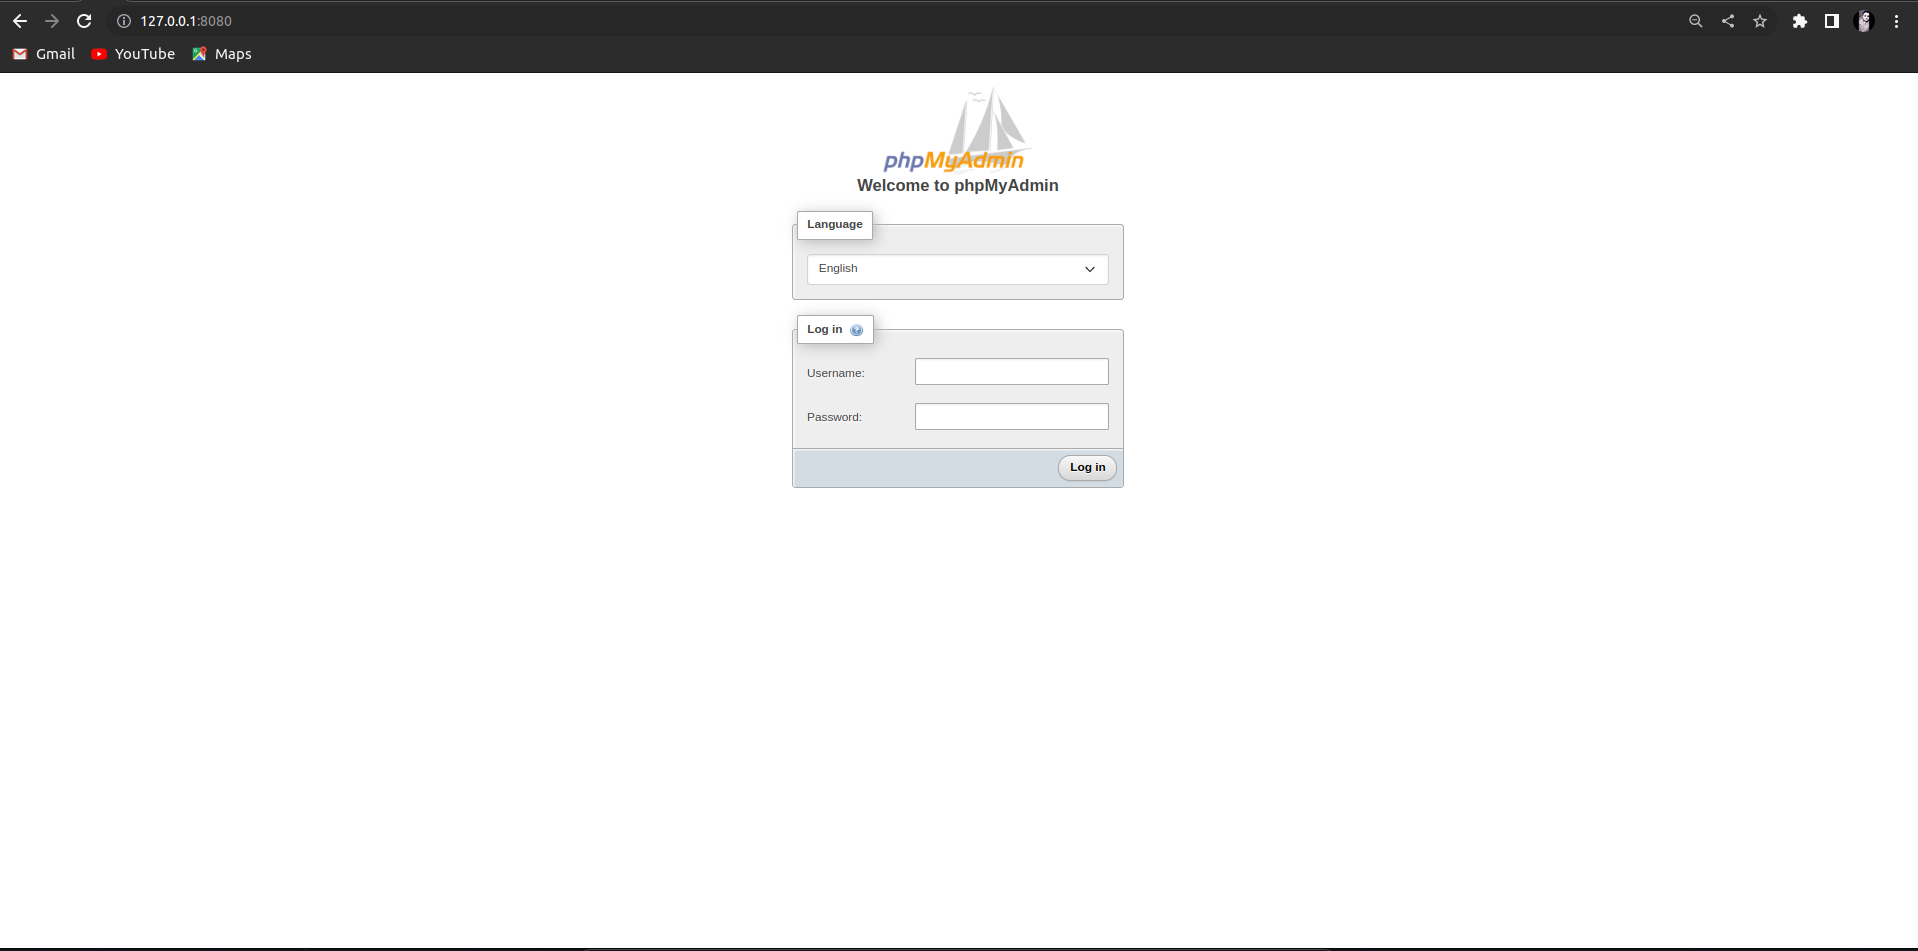 127.0.0.1:8080
Gmail YouTube Maps
phpMyAdmin
Welcome to phpMyAdmin
Language
English
Log in
Username:
Password:
Log in